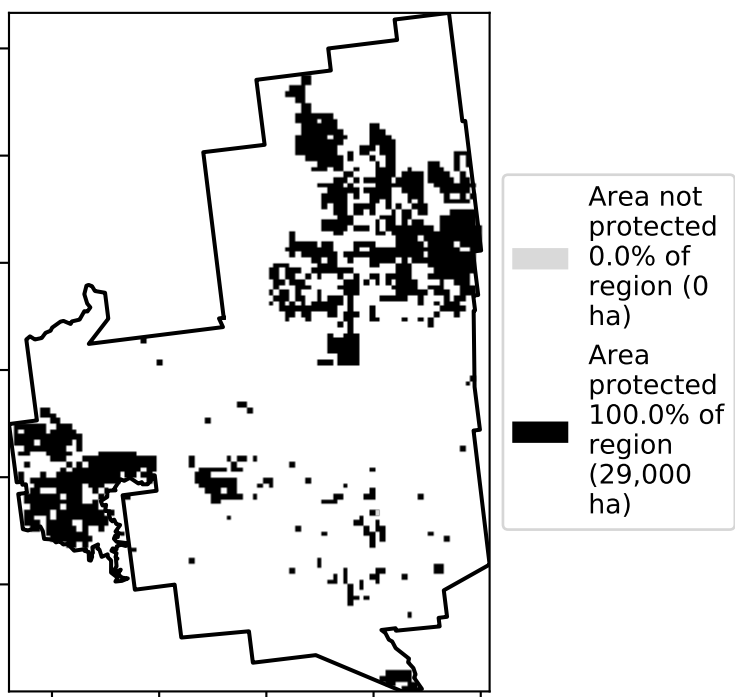 Area not
protected
0.0% of
region (0
ha)
Area
protected
100.0% of
region
(29,000
ha)